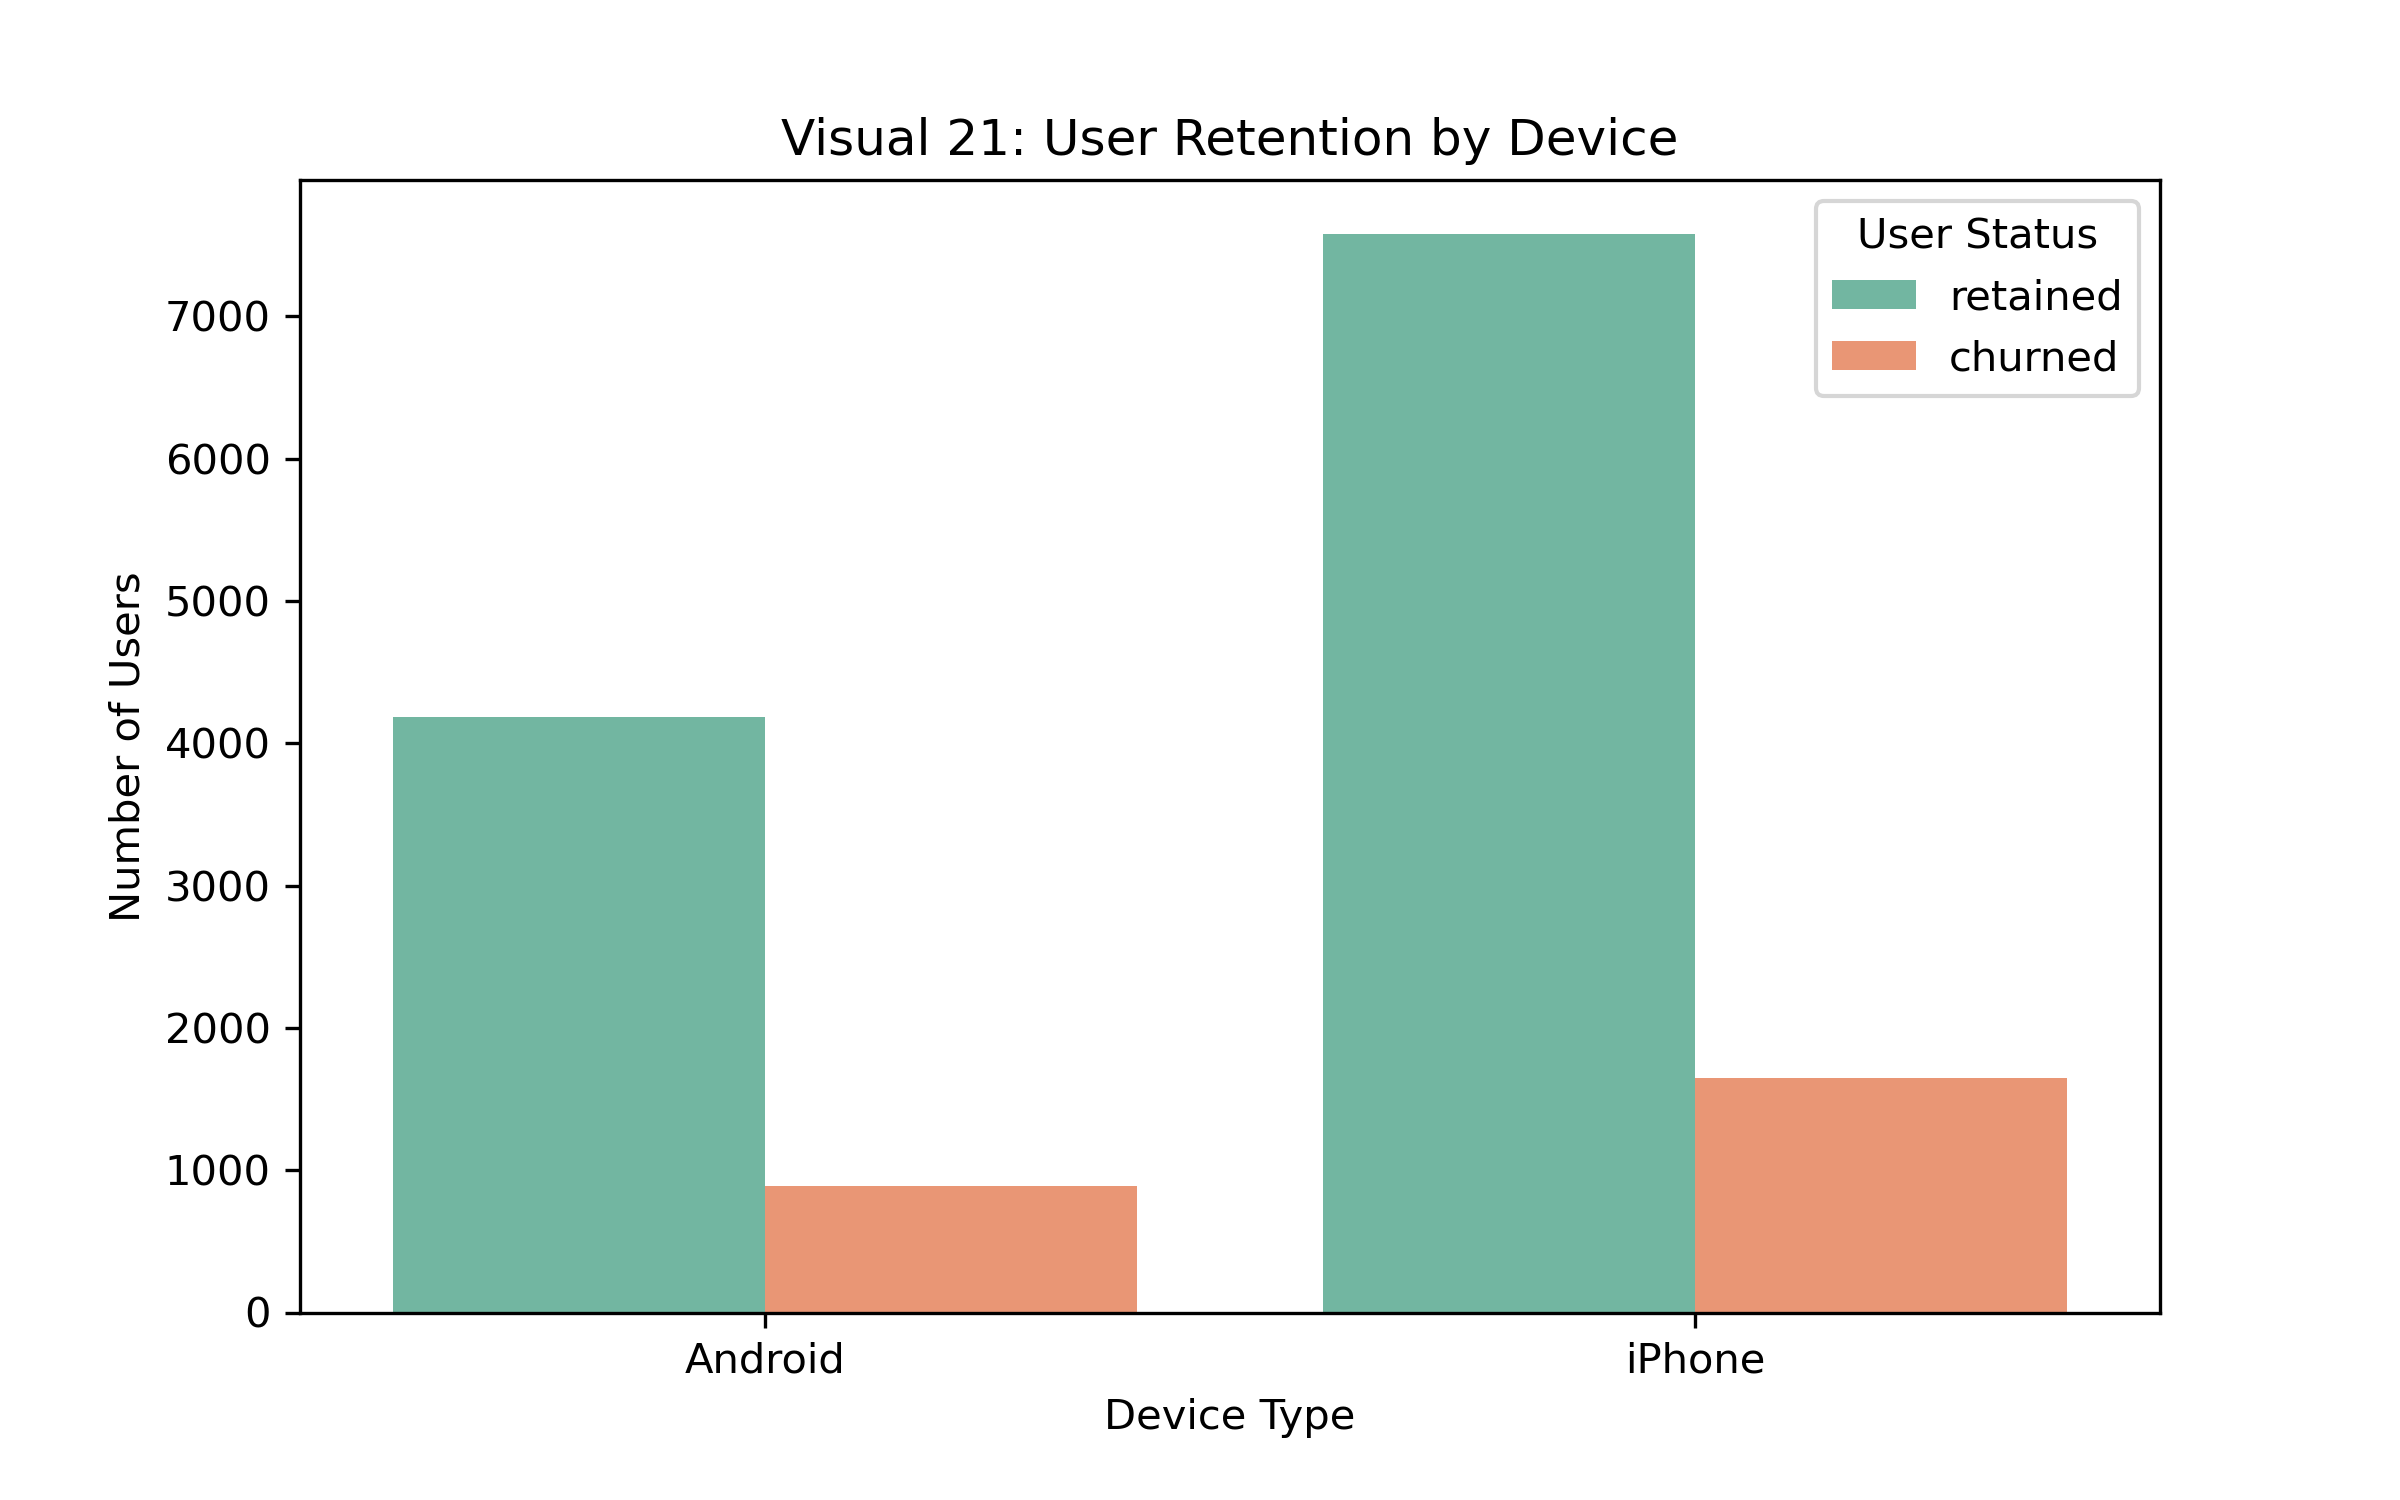 Visual 21: User Retention by Device
User Status
retained
churned
Number of Users
7000
6000
5000
4000
3000
2000
1000
0
Android
iPhone
Device Type